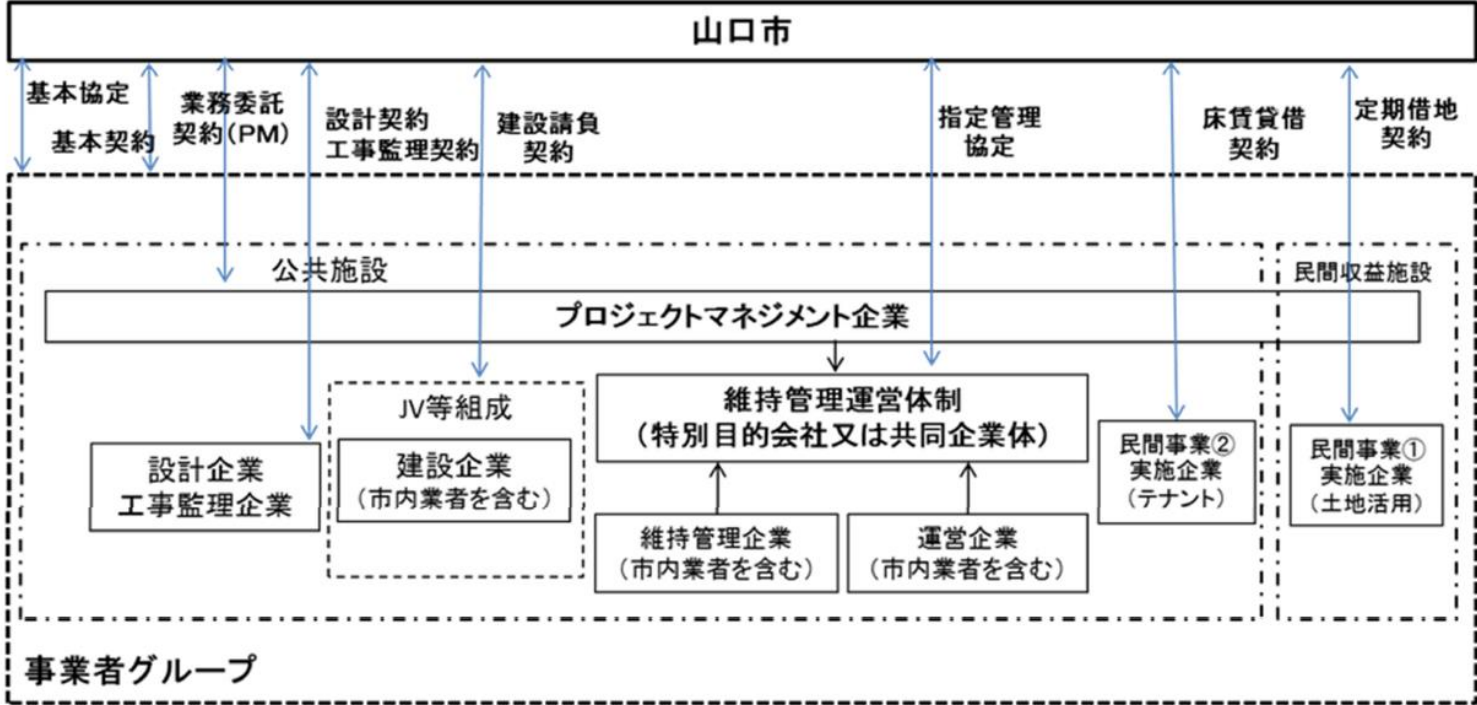 山口市
基本協定
基本契約
業務委託
契約(PM)
設計契約
工事監理契約
建設請負
契約
指定管理
協定
床賃貸借
契約
定期借地
契約
公共施設
民間収益施設
プロジェクトマネジメント企業
JV等組成
建設企業
(市内業者を含む)
設計企業
工事監理企業
維持管理運営体制
(特別目的会社又は共同企業体)
維持管理企業
(市内業者を含む)
運営企業
(市内業者を含む)
民間事業②
実施企業
(テナント)
民間事業①
実施企業
(土地活用)
事業者グループ